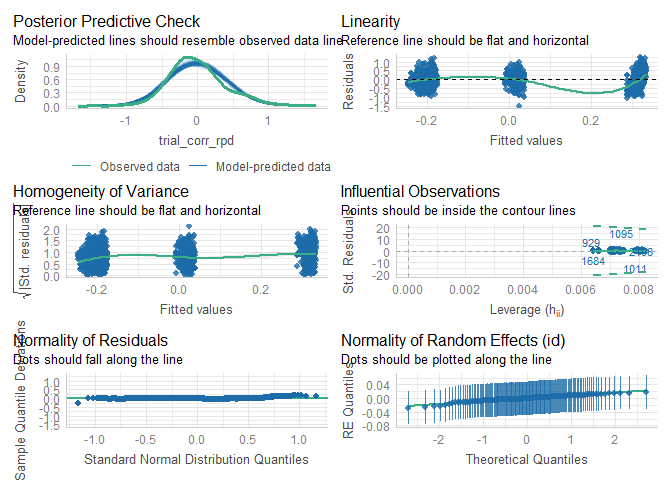 Posterior Predictive Check
Model-predicted lines should resemble observed data line
Density
0.9
0.6
0.3
0.0
-1
0
1
trial_corr_rpd
Observed data
Model-predicted data
Linearity
Reference line should be flat and horizontal
Residuals
1.5
1.0
0.5
0.0
-0.5
-1.0
-1.5
-0.2
0.0
0.2
Fitted values
Homogeneity of Variance
Reference line should be flat and horizontal
√|Std. residuals|
2.0
1.5
1.0
0.5
0.0
-0.2
0.0
0.2
Fitted values
Influential Observations
Points should be inside the contour lines
Std. Residuals
20
10
0
-10
-20
929
1095
1684
1011
0.000
0.002
0.004
0.006
0.008
Leverage (hii)
Normality of Residuals
Dots should fall along the line
Sample Quantile Deviations
1.0
0.5
0.0
-0.5
-1.0
-1.5
-1.0
-0.5
0.0
0.5
1.0
Standard Normal Distribution Quantiles
Normality of Random Effects (id)
Dots should be plotted along the line
RE Quantiles
0.04
0.00
-0.04
-0.08
-2
-1
0
1
2
Theoretical Quantiles